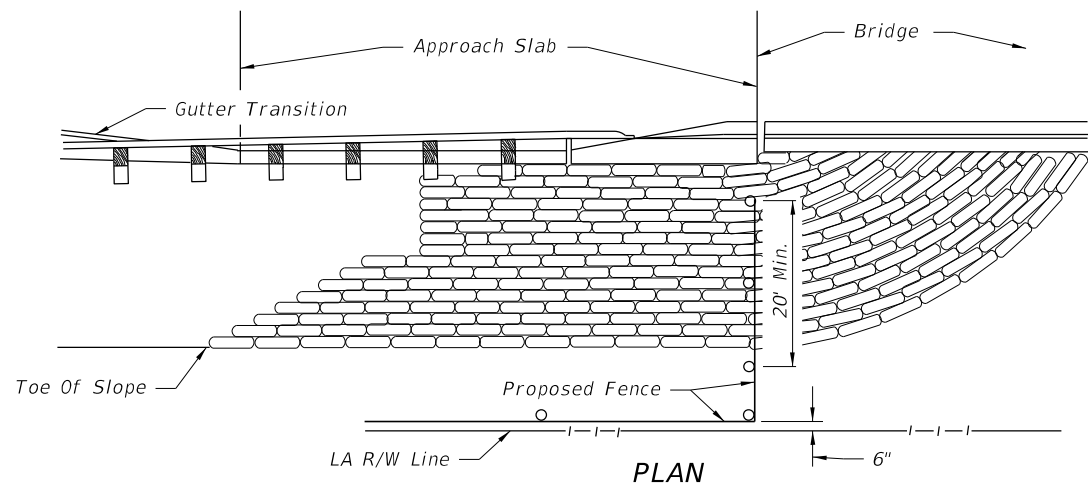 Bridge
Approach Slab
Gutter Transition
20' Min.
Toe Of Slope
Proposed Fence
LA R/W Line
6"
PLAN